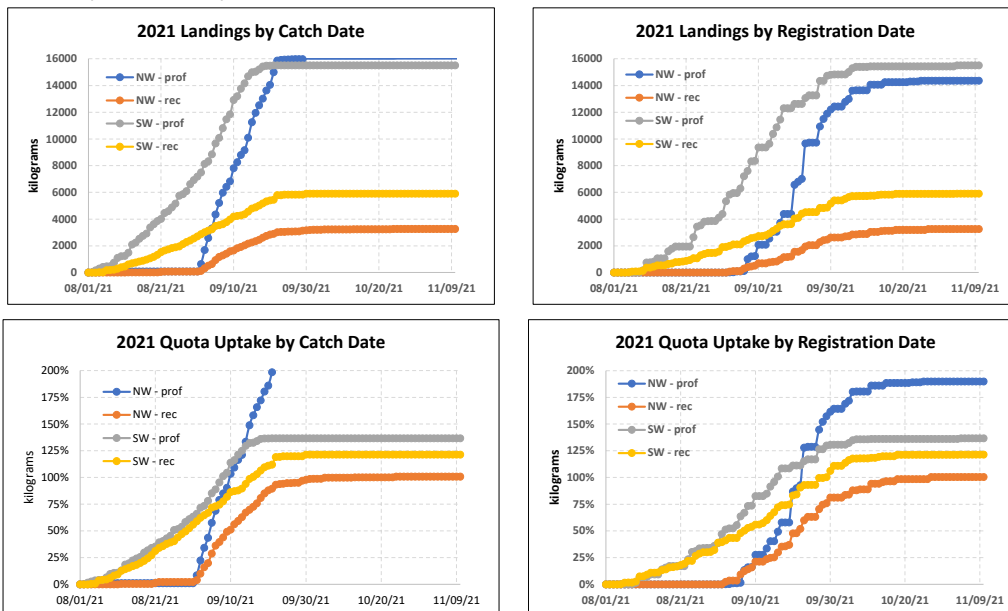 2021 Landings by Catch Date
16000
14000
12000
10000
8000
6000
4000
2000
0
kilograms
NW - prof
NW - rec
SW - prof
SW - rec
08/01/21 08/21/21 09/10/21 09/30/21 10/20/21 11/09/21
2021 Landings by Registration Date
16000
14000
12000
10000
8000
6000
4000
2000
0
kilograms
NW - prof
NW - rec
SW - prof
SW - rec
08/01/21 08/21/21 09/10/21 09/30/21 10/20/21 11/09/21
2021 Quota Uptake by Catch Date
200%
175%
150%
125%
100%
75%
50%
25%
0%
kilograms
NW - prof
NW - rec
SW - prof
SW - rec
08/01/21 08/21/21 09/10/21 09/30/21 10/20/21 11/09/21
2021 Quota Uptake by Registration Date
200%
175%
150%
125%
100%
75%
50%
25%
0%
kilograms
NW - prof
NW - rec
SW - prof
SW - rec
08/01/21 08/21/21 09/10/21 09/30/21 10/20/21 11/09/21